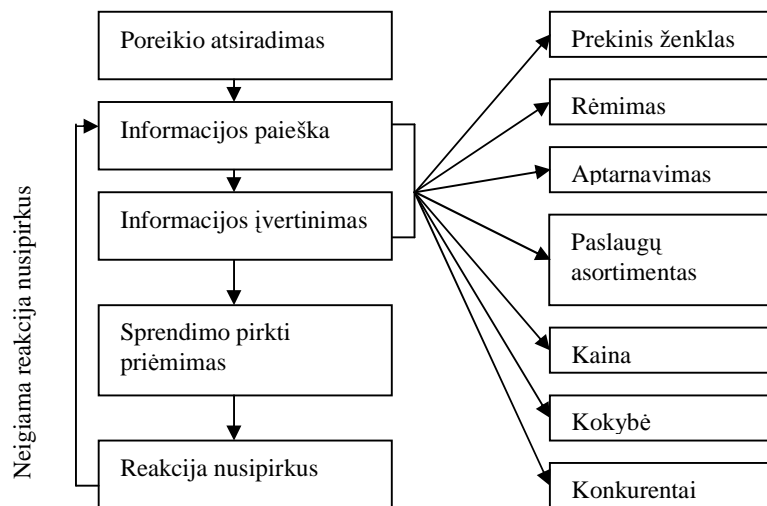 Poreikio atsiradimas
Informacijos paieška
Informacijos įvertinimas
Sprendimo pirkti
priėmimas
Reakcija nusipirkus
Neigiama reakcija nusipirkus
Prekinis ženklas
Rėmimas
Aptarnavimas
Paslaugų
asortimentas
Kaina
Kokybė
Konkurentai